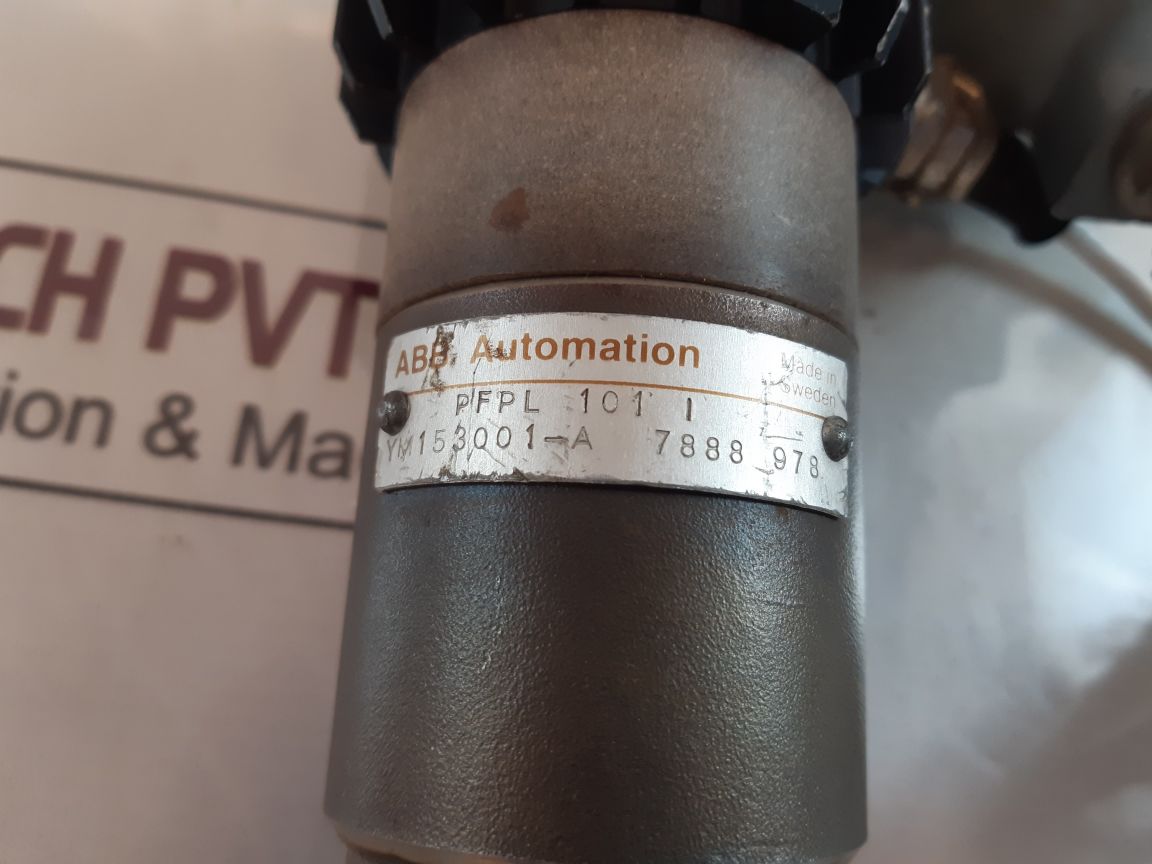 CH PVT
ion & Ma
ABB Automation
Made in
Sweden
PFPL 101 I
YM153001-A 7888 978